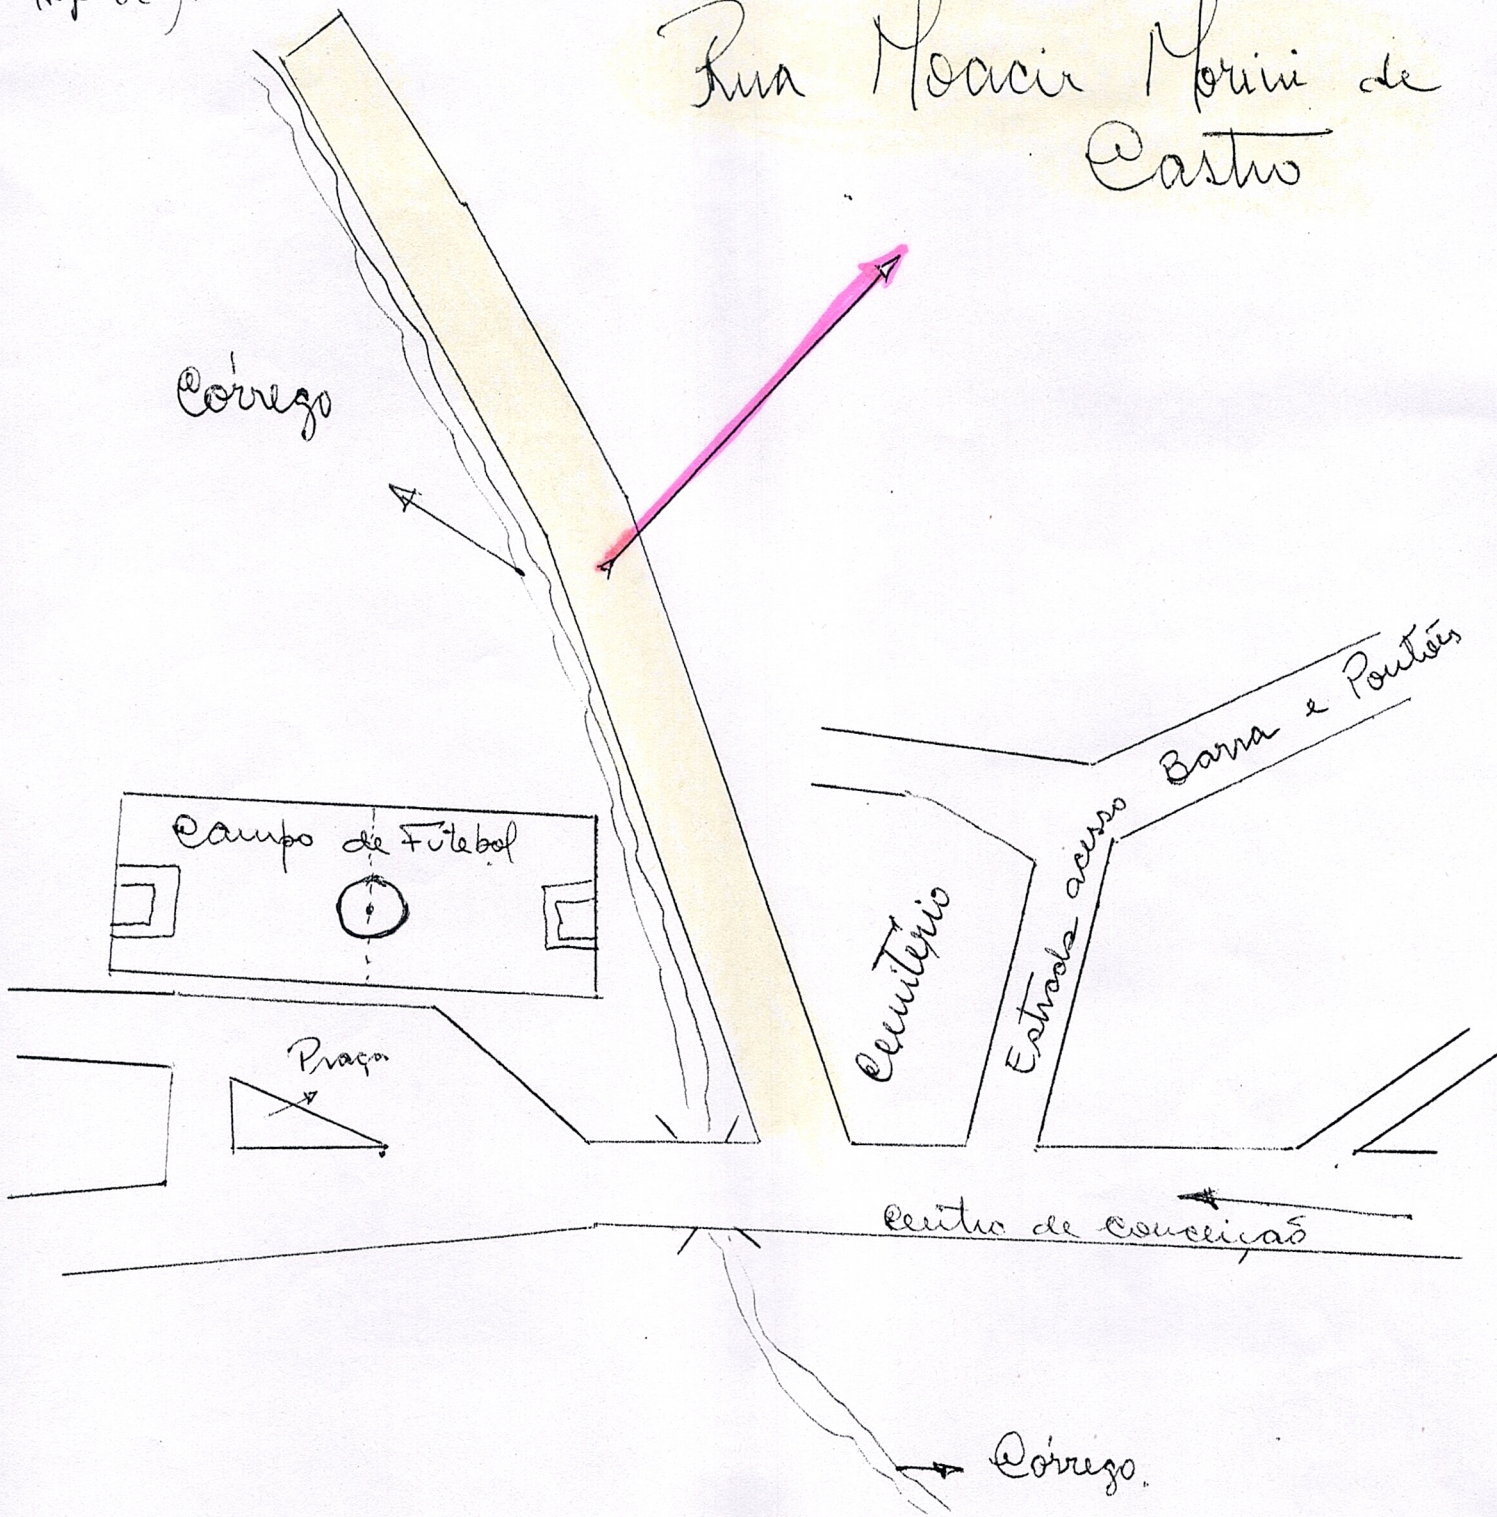 Rua Moacir Morini de
Castro
Córrego
Campo de Futebol
Barra e Pontões
Estrada acesso
Cemitério
Praça
Centro de Conceição
Córrego.